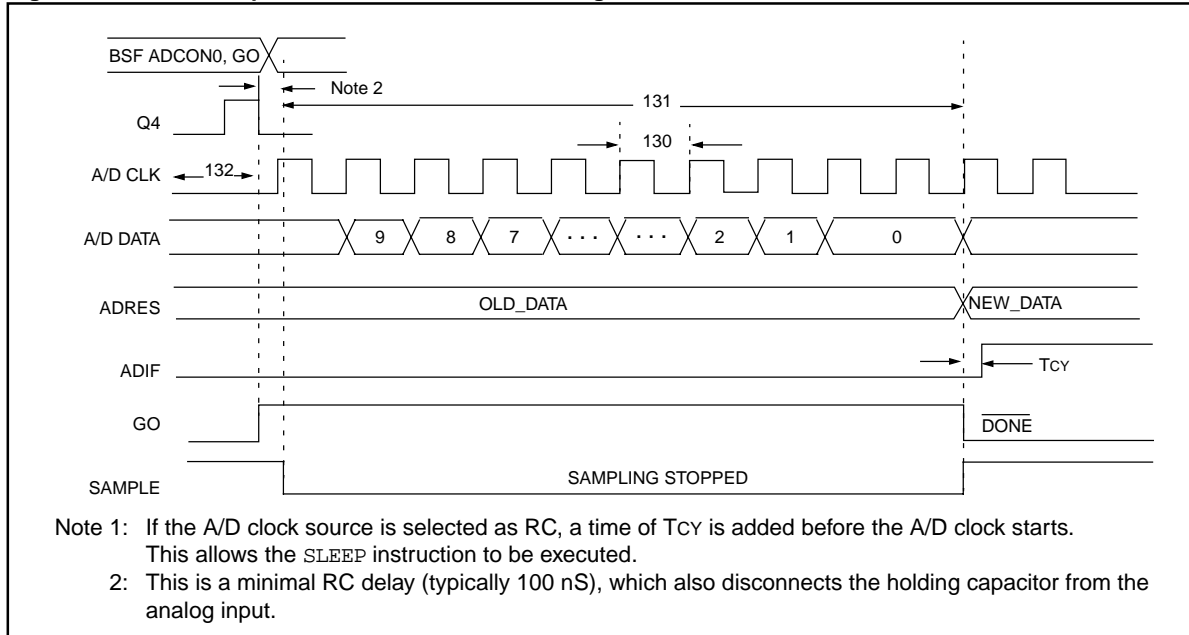 BSF ADCON0, GO
Note 2
131
Q4
130
A/D CLK
132
A/D DATA
9 8 7 · · · · · · 2 1 0
ADRES
OLD_DATA
NEW_DATA
ADIF
TCY
GO
DONE
SAMPLE
SAMPLING STOPPED
Note 1: If the A/D clock source is selected as RC, a time of TCY is added before the A/D clock starts.
This allows the SLEEP instruction to be executed.
2: This is a minimal RC delay (typically 100 nS), which also disconnects the holding capacitor from the
analog input.